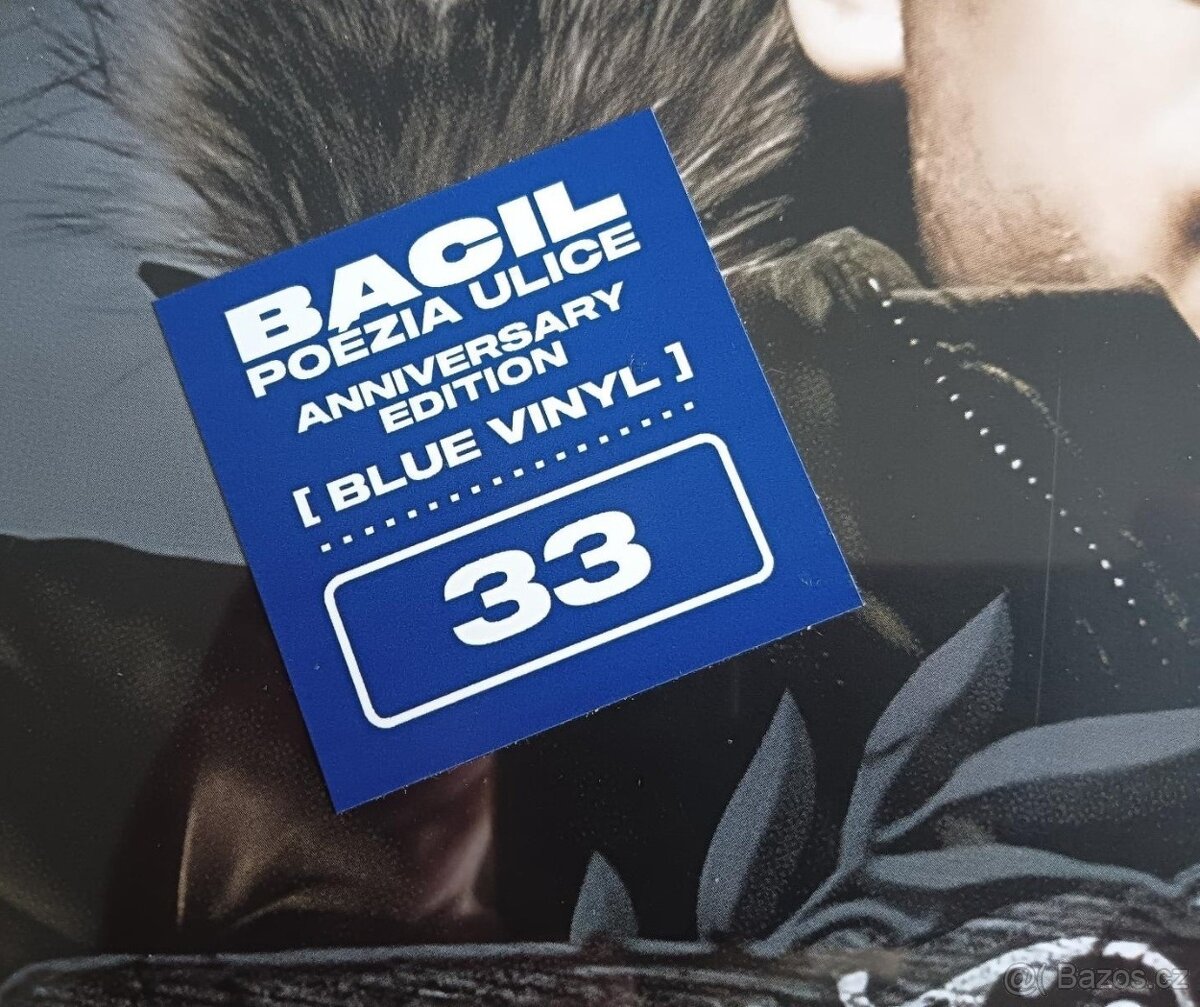 BACIL
POÉZIA ULICE
ANNIVERSARY
EDITION
[ BLUE VINYL ]
33
@( Bazos.cz